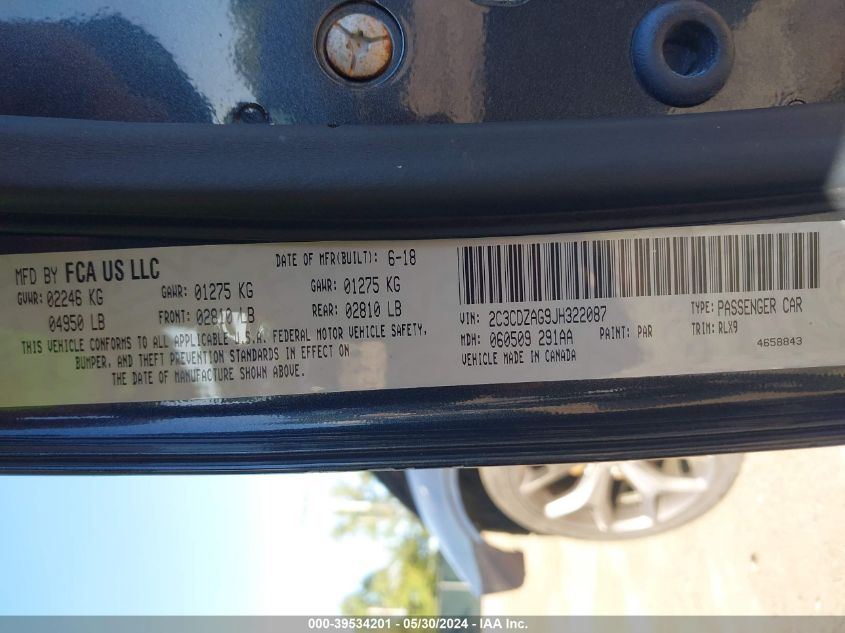 MFD BY FCA US LLC
DATE OF MFR(BUILT): 6-18
GVWR: 02246 KG
GAWR: 01275 KG
GAWR: 01275 KG
04950 LB
FRONT: 02810 LB
REAR: 02810 LB
THIS VEHICLE CONFORMS TO ALL APPLICABLE U.S.A. FEDERAL MOTOR VEHICLE SAFETY,
BUMPER, AND THEFT PREVENTION STANDARDS IN EFFECT ON
THE DATE OF MANUFACTURE SHOWN ABOVE.
VIN: 2C3CDZAG9JH322087
TYPE: PASSENGER CAR
MDH: 060509 291AA
PAINT: PAR
TRIM: RLX9
VEHICLE MADE IN CANADA
4658843
000-39534201 - 05/30/2024 - IAA Inc.